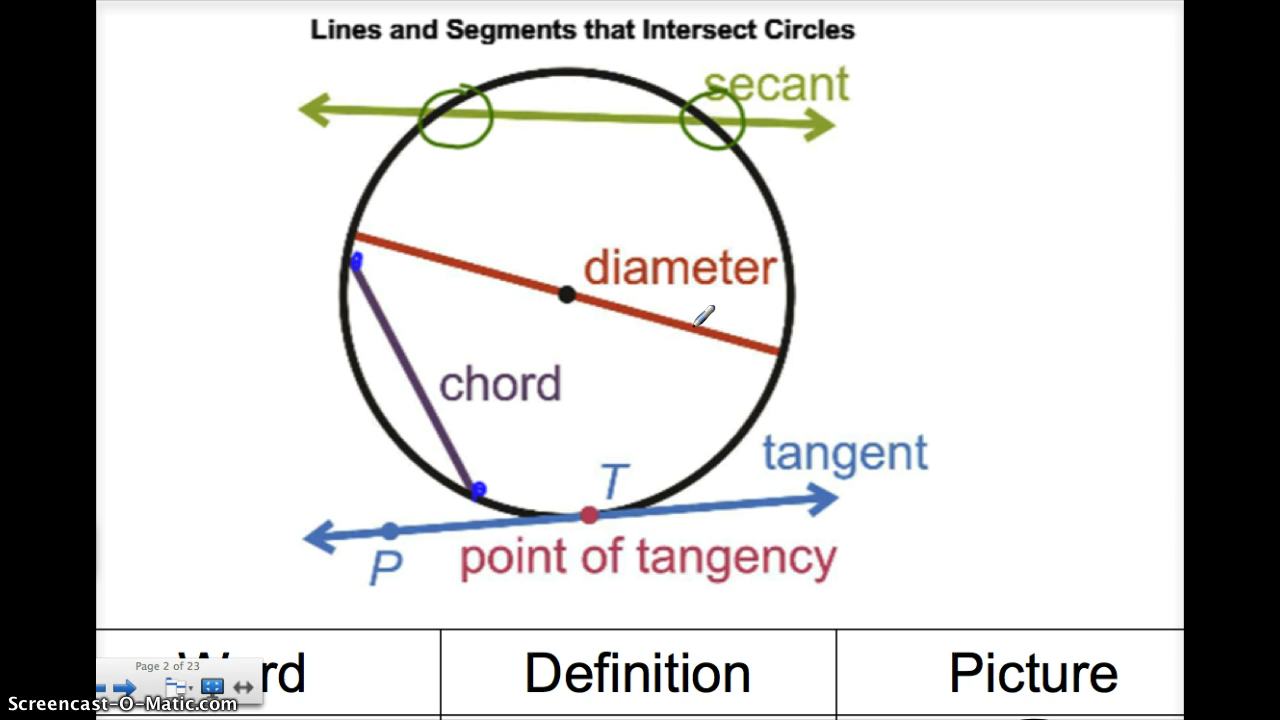 Lines and Segments that Intersect Circles
secant
diameter
chord
tangent
T
P
point of tangency
Word Definition Picture
Page 2 of 23
Screencast-O-Matic.com